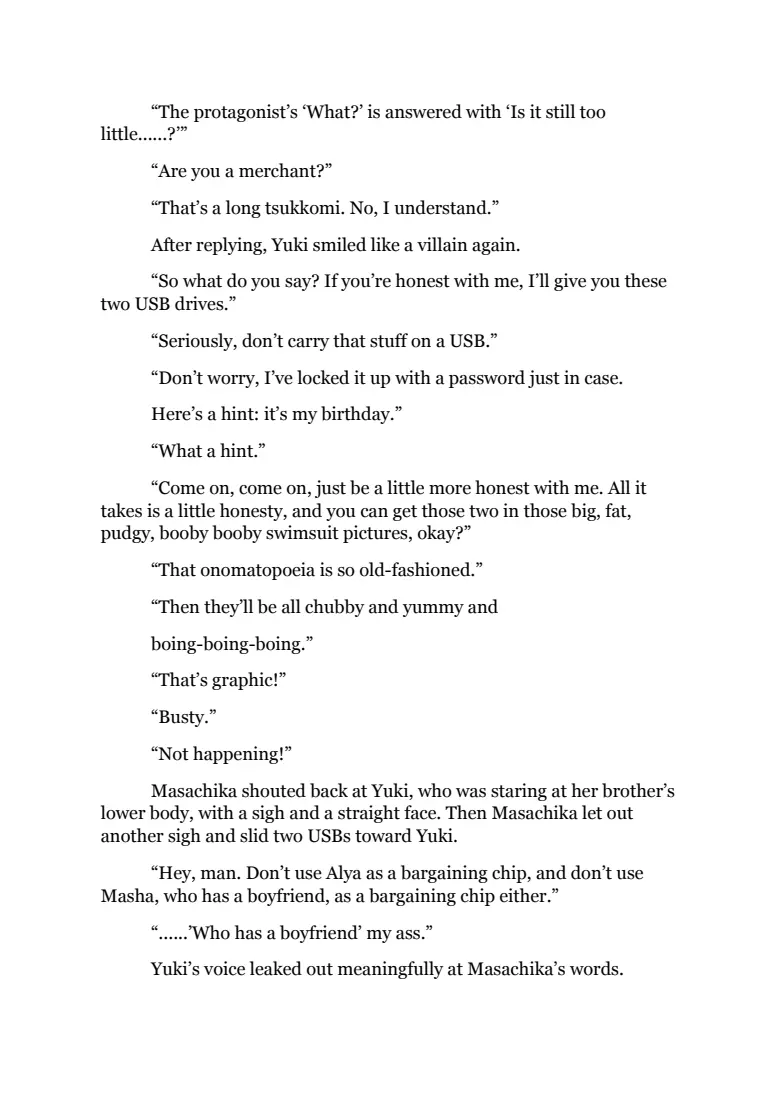 “The protagonist’s ‘What?’ is answered with ‘Is it still too
little......?’”
“Are you a merchant?”
“That’s a long tsukkomi. No, I understand.”
After replying, Yuki smiled like a villain again.
“So what do you say? If you’re honest with me, I’ll give you these
two USB drives.”
“Seriously, don’t carry that stuff on a USB.”
“Don’t worry, I’ve locked it up with a password just in case.
Here’s a hint: it’s my birthday.”
“What a hint.”
“Come on, come on, just be a little more honest with me. All it
takes is a little honesty, and you can get those two in those big, fat,
pudgy, booby booby swimsuit pictures, okay?”
“That onomatopoeia is so old-fashioned.”
“Then they’ll be all chubby and yummy and
boing-boing-boing.”
“That’s graphic!”
“Busty.”
“Not happening!”
Masachika shouted back at Yuki, who was staring at her brother’s
lower body, with a sigh and a straight face. Then Masachika let out
another sigh and slid two USBs toward Yuki.
“Hey, man. Don’t use Alya as a bargaining chip, and don’t use
Masha, who has a boyfriend, as a bargaining chip either.”
“......’Who has a boyfriend’ my ass.”
Yuki’s voice leaked out meaningfully at Masachika’s words.